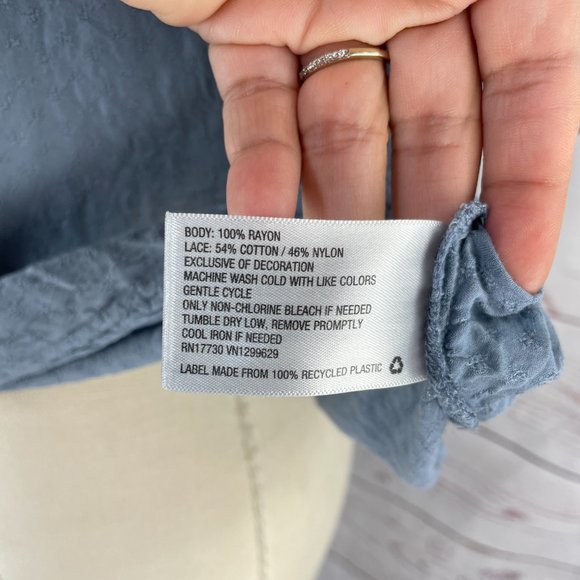 BODY: 100% RAYON
LACE: 54% COTTON / 46% NYLON
EXCLUSIVE OF DECORATION
MACHINE WASH COLD WITH LIKE COLORS
GENTLE CYCLE
ONLY NON-CHLORINE BLEACH IF NEEDED
TUMBLE DRY LOW, REMOVE PROMPTLY
COOL IRON IF NEEDED
RN17730 VN1299629
LABEL MADE FROM 100% RECYCLED PLASTIC